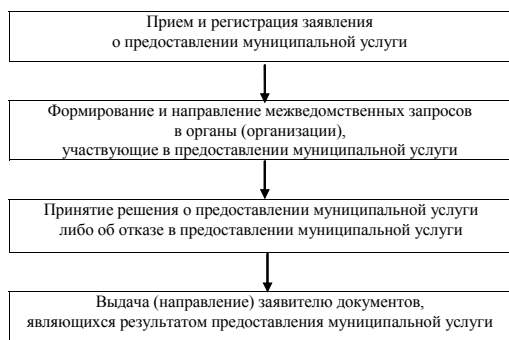 Прием и регистрация заявления
о предоставлении муниципальной услуги
Формирование и направление межведомственных запросов
в органы (организации),
участвующие в предоставлении муниципальной услуги
Принятие решения о предоставлении муниципальной услуги
либо об отказе в предоставлении муниципальной услуги
Выдача (направление) заявителю документов,
являющихся результатом предоставления муниципальной услуги